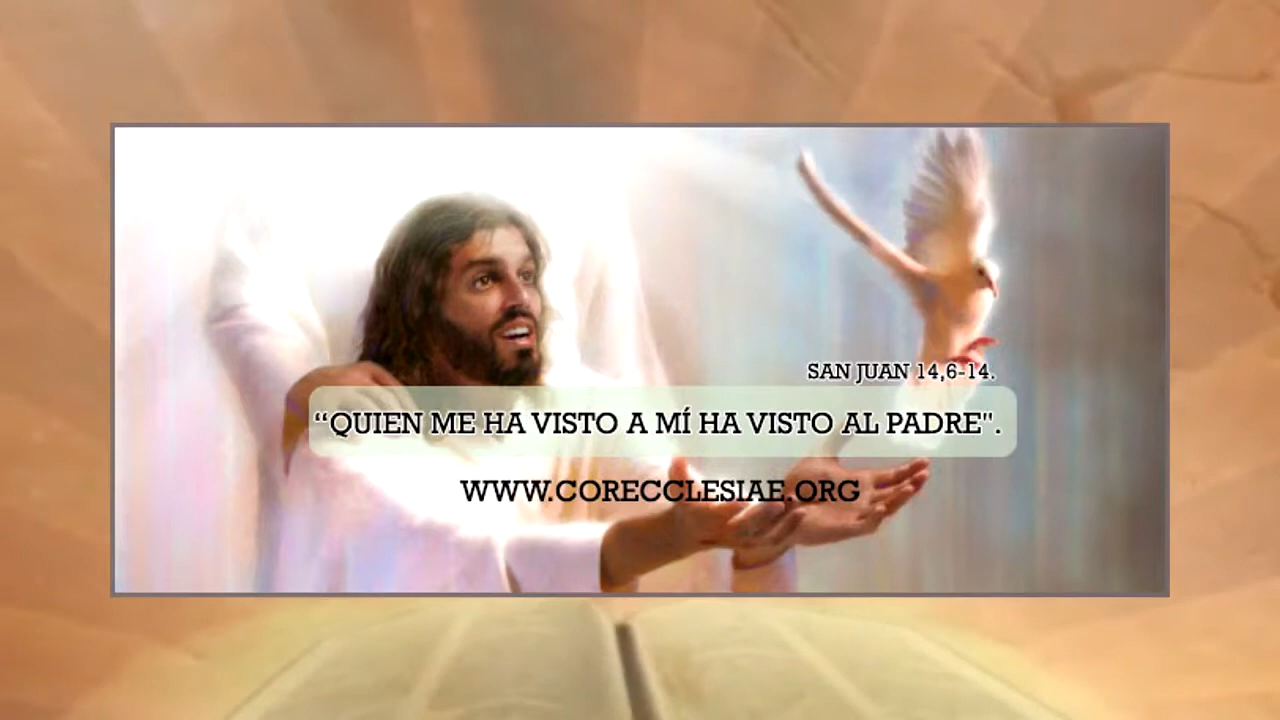 SAN JUAN 14,6-14.
“QUIEN ME HA VISTO A MÍ HA VISTO AL PADRE".
WWW.CORECCLESIAE.ORG